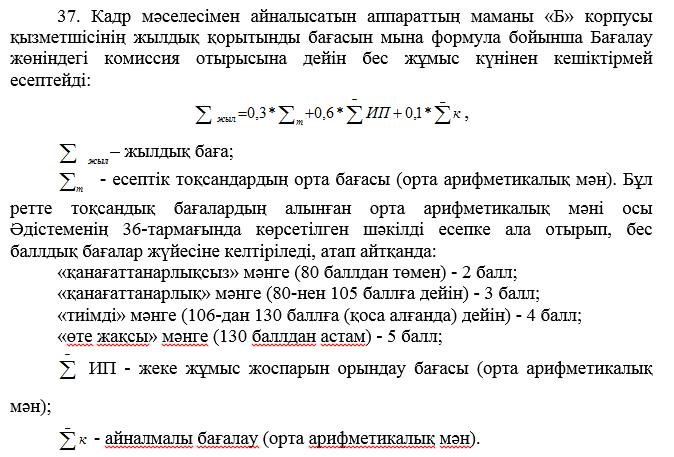 37. Кадр мәселесімен айналысатын аппараттың маманы «Б» корпусы
қызметшісінің жылдық қорытынды бағасын мына формула бойынша Бағалау
жөніндегі комиссия отырысына дейін бес жұмыс күнінен кешіктірмей
есептейді:
∑ жыл =0,3*∑ т +0,6*∑̄ ИП + 0,1*∑̄ к ,
∑ жыл – жылдық баға;
∑ т - есептік тоқсандардың орта бағасы (орта арифметикалық мән). Бұл
ретте тоқсандық бағалардың алынған орта арифметикалық мәні осы
Әдістеменің 36-тармағында көрсетілген шәкілді есепке ала отырып, бес
баллдық бағалар жүйесіне келтіріледі, атап айтқанда:
«қанағаттанарлықсыз» мәнге (80 баллдан төмен) - 2 балл;
«қанағаттанарлық» мәнге (80-нен 105 баллға дейін) - 3 балл;
«тиімді» мәнге (106-дан 130 баллға (қоса алғанда) дейін) - 4 балл;
«өте жақсы» мәнге (130 баллдан астам) - 5 балл;
∑̄ ИП - жеке жұмыс жоспарын орындау бағасы (орта арифметикалық
мән);
∑̄ к - айналмалы бағалау (орта арифметикалық мән).